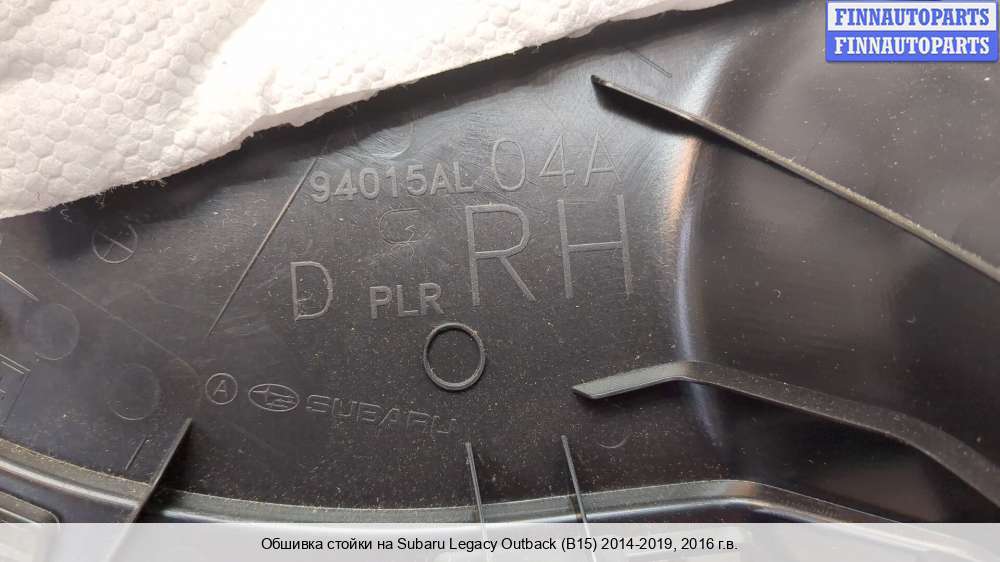 FINNAUTOPARTS
FINNAUTOPARTS
94015AL 04A
G RH
D PLR
A SUBARU
Обшивка стойки на Subaru Legacy Outback (B15) 2014-2019, 2016 г.в.